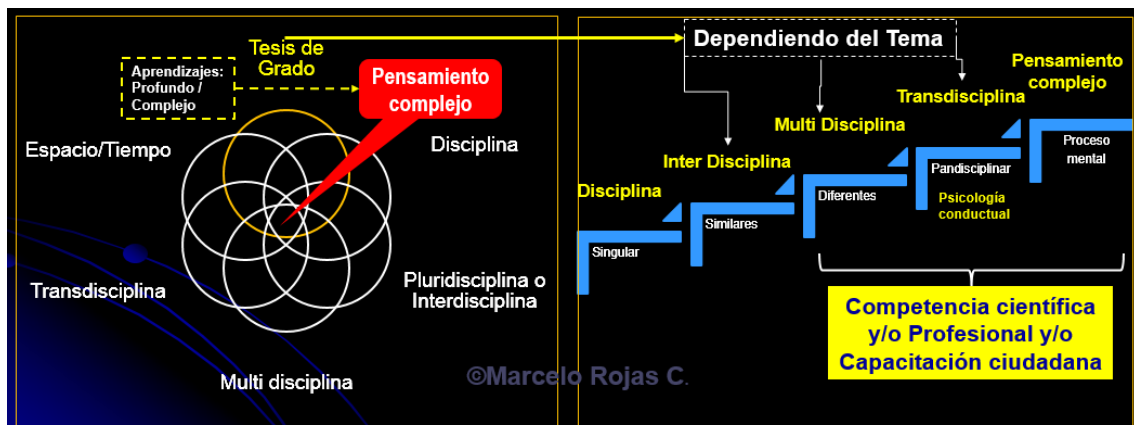 Tesis de
Grado
Aprendizajes:
Profundo /
Complejo
Pensamiento
complejo
Espacio/Tiempo
Disciplina
Transdisciplina
Pluridisciplina o
Interdisciplina
Multi disciplina
Dependiendo del Tema
Pensamiento
complejo
Transdisciplina
Multi Disciplina
Inter Disciplina
Disciplina
Proceso
mental
Pandisciplinar
Psicología
conductual
Diferentes
Similares
Singular
Competencia científica
y/o Profesional y/o
Capacitación ciudadana
©Marcelo Rojas C.